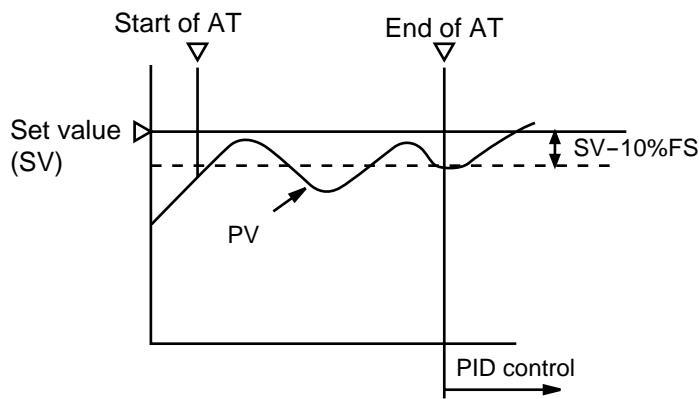 Start of AT
End of AT
Set value
(SV)
SV−10%FS
PV
PID control